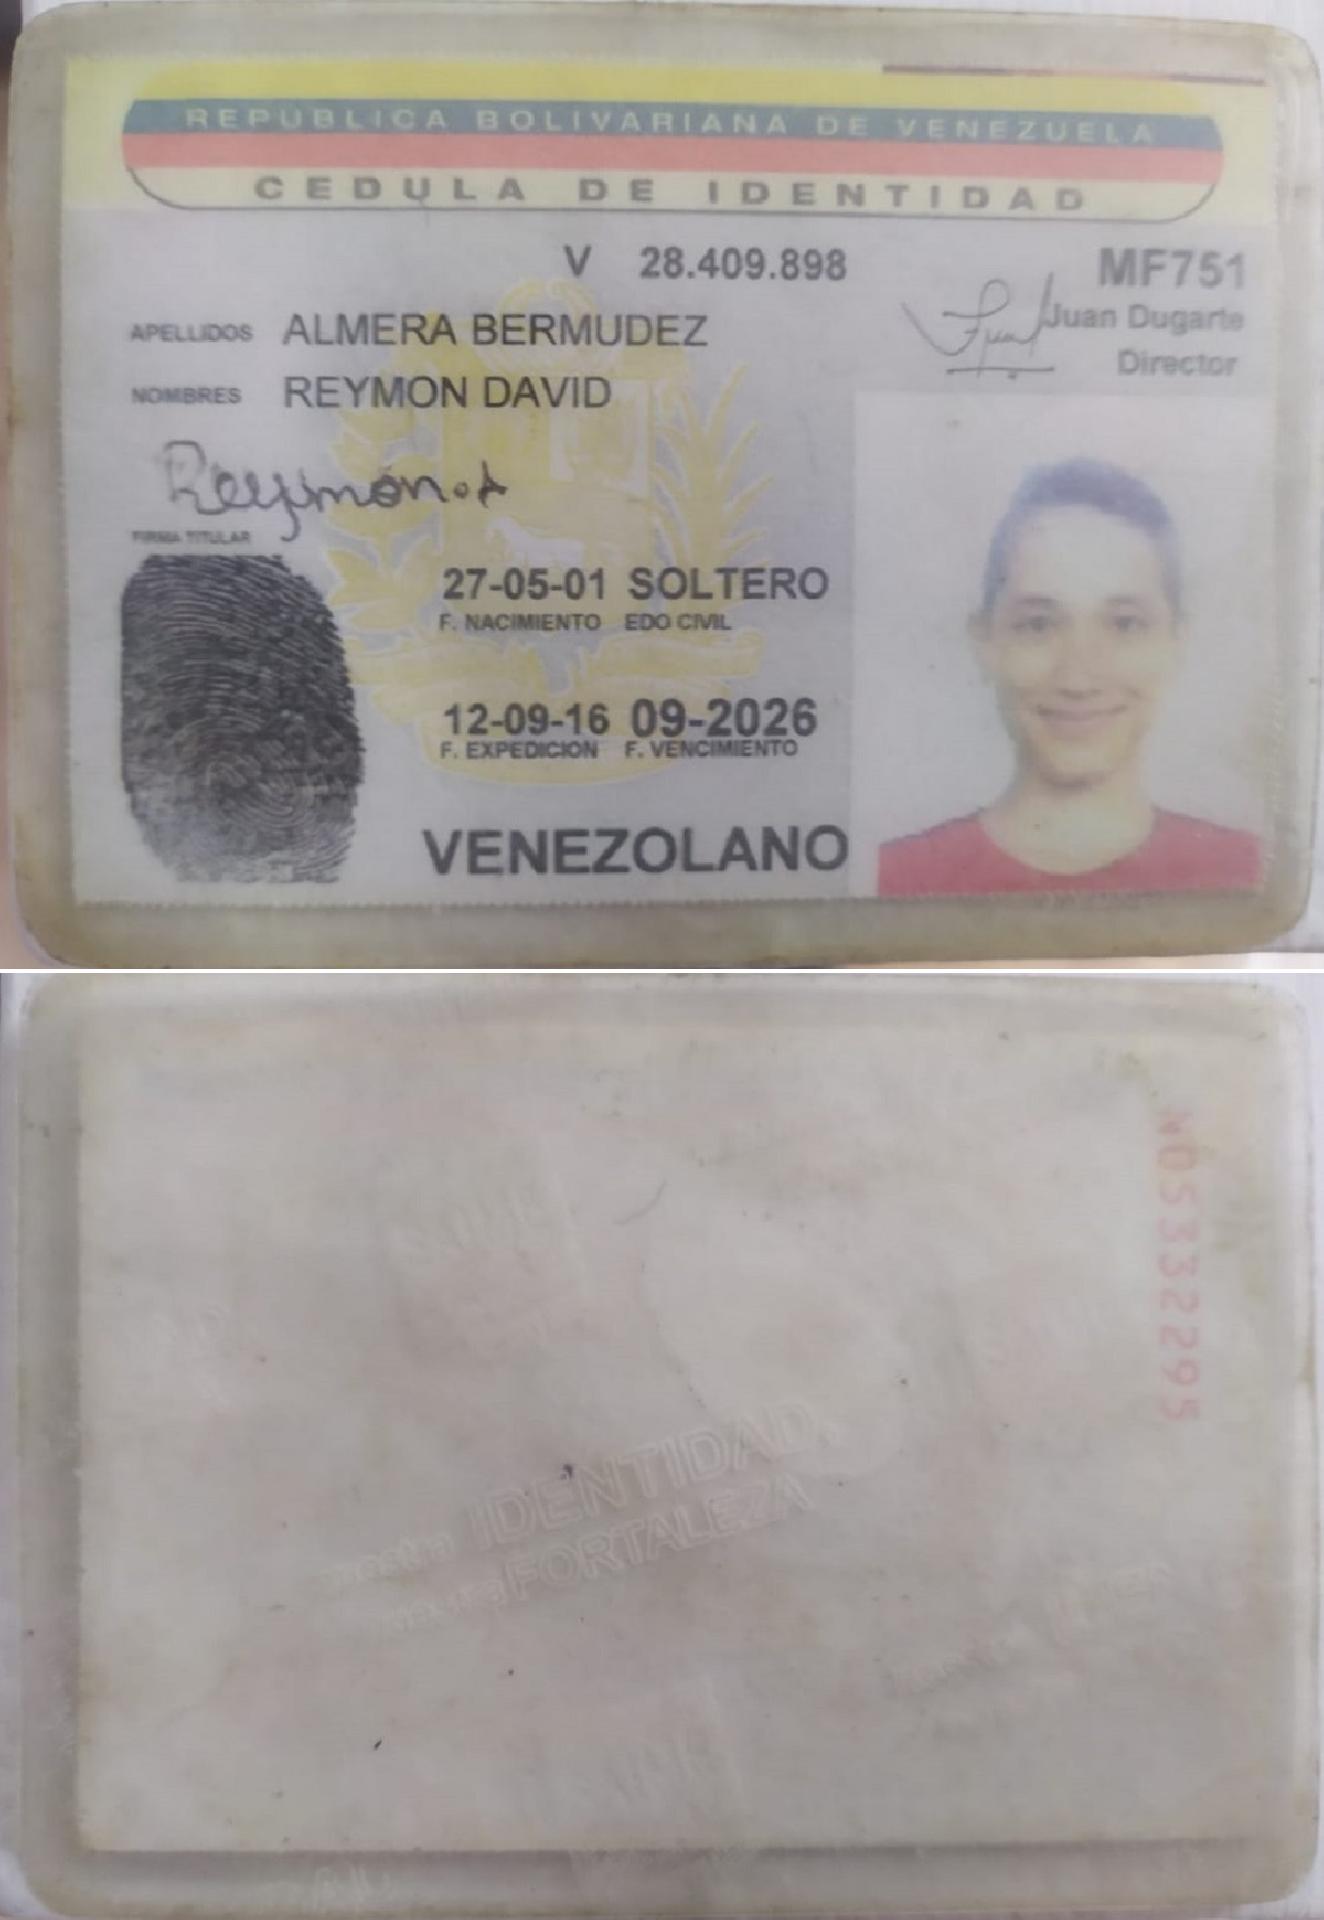 REPÚBLICA BOLIVARIANA DE VENEZUELA
CEDULA DE IDENTIDAD
V 28.409.898
MF751
Juan Dugarte
Director
APELLIDOS ALMERA BERMUDEZ
NOMBRES REYMON DAVID
Reymon.
FIRMA TITULAR
27-05-01 SOLTERO
F. NACIMIENTO EDO CIVIL
12-09-16 09-2026
F. EXPEDICION F. VENCIMIENTO
VENEZOLANO
N05332295
nuestra IDENTIDAD,
nuestra FORTALEZA